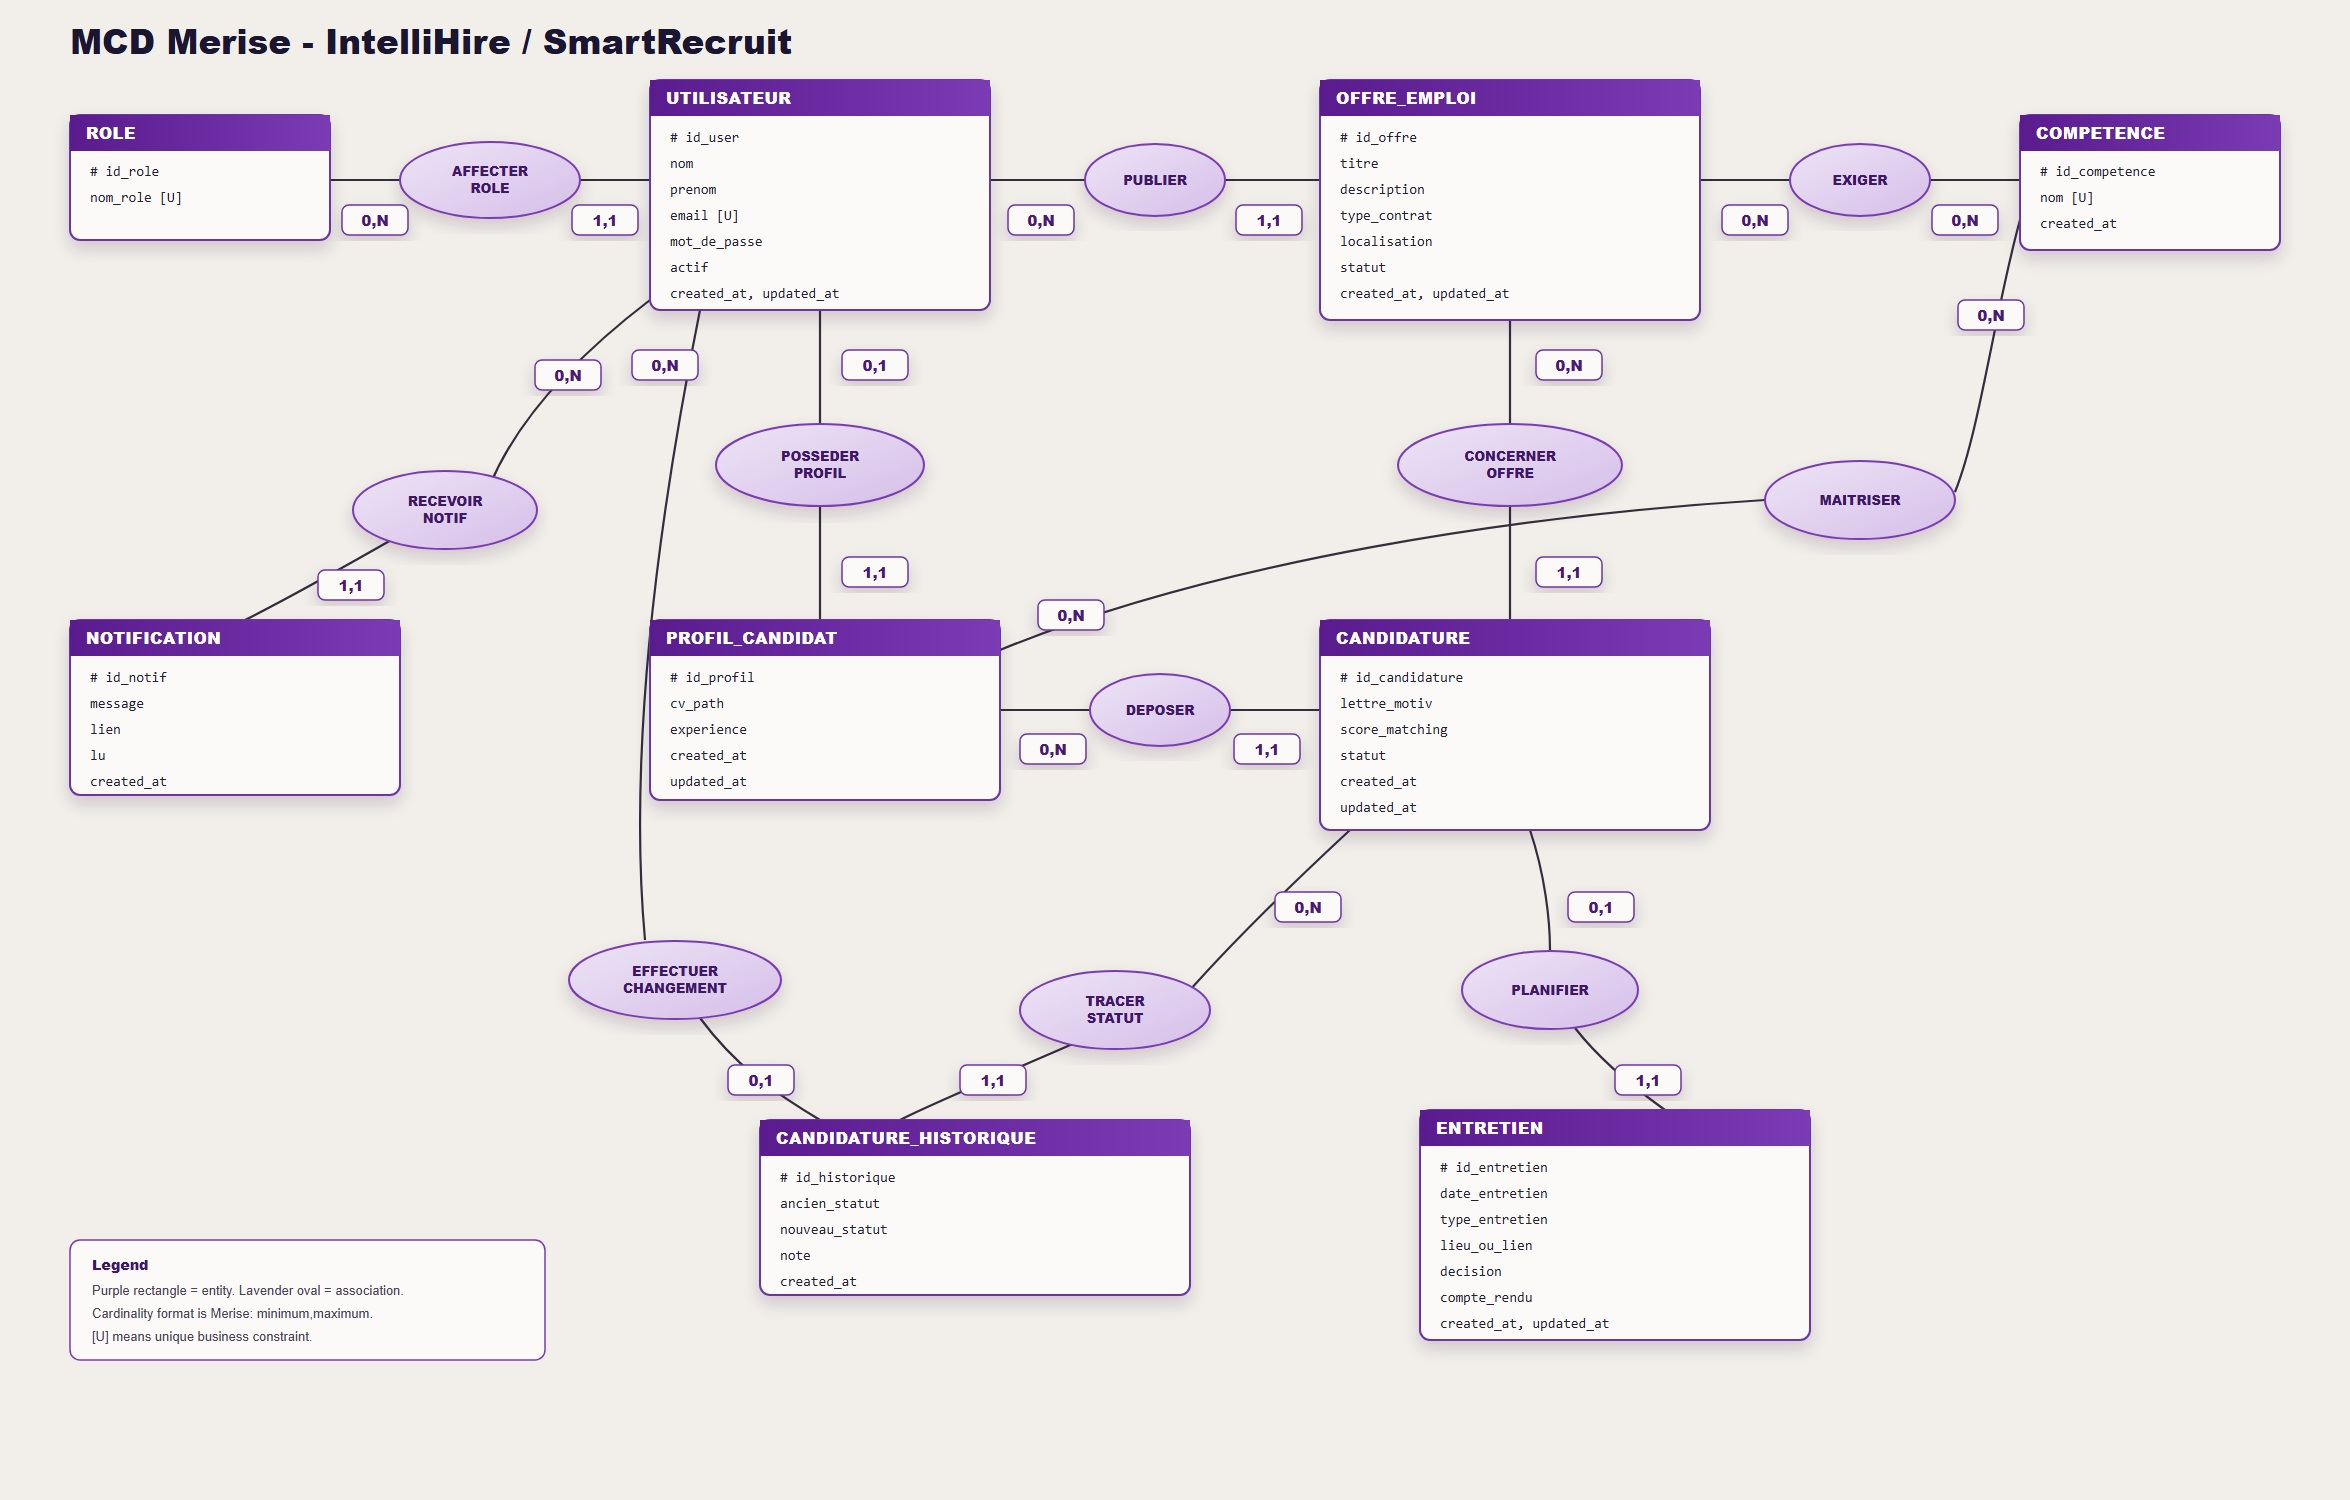 MCD Merise - IntelliHire / SmartRecruit
ROLE
# id_role
nom_role [U]
0,N
AFFECTER
ROLE
1,1
UTILISATEUR
# id_user
nom
prenom
email [U]
mot_de_passe
actif
created_at, updated_at
0,N
PUBLIER
1,1
OFFRE_EMPLOI
# id_offre
titre
description
type_contrat
localisation
statut
created_at, updated_at
0,N
EXIGER
0,N
COMPETENCE
# id_competence
nom [U]
created_at
0,N
0,N
0,N
0,1
0,N
RECEVOIR
NOTIF
POSSEDER
PROFIL
CONCERNER
OFFRE
MAITRISER
1,1
1,1
0,N
1,1
NOTIFICATION
# id_notif
message
lien
lu
created_at
PROFIL_CANDIDAT
# id_profil
cv_path
experience
created_at
updated_at
0,N
DEPOSER
1,1
CANDIDATURE
# id_candidature
lettre_motiv
score_matching
statut
created_at
updated_at
0,N
0,1
EFFECTUER
CHANGEMENT
TRACER
STATUT
PLANIFIER
0,1
1,1
1,1
CANDIDATURE_HISTORIQUE
# id_historique
ancien_statut
nouveau_statut
note
created_at
ENTRETIEN
# id_entretien
date_entretien
type_entretien
lieu_ou_lien
decision
compte_rendu
created_at, updated_at
Legend
Purple rectangle = entity. Lavender oval = association.
Cardinality format is Merise: minimum,maximum.
[U] means unique business constraint.